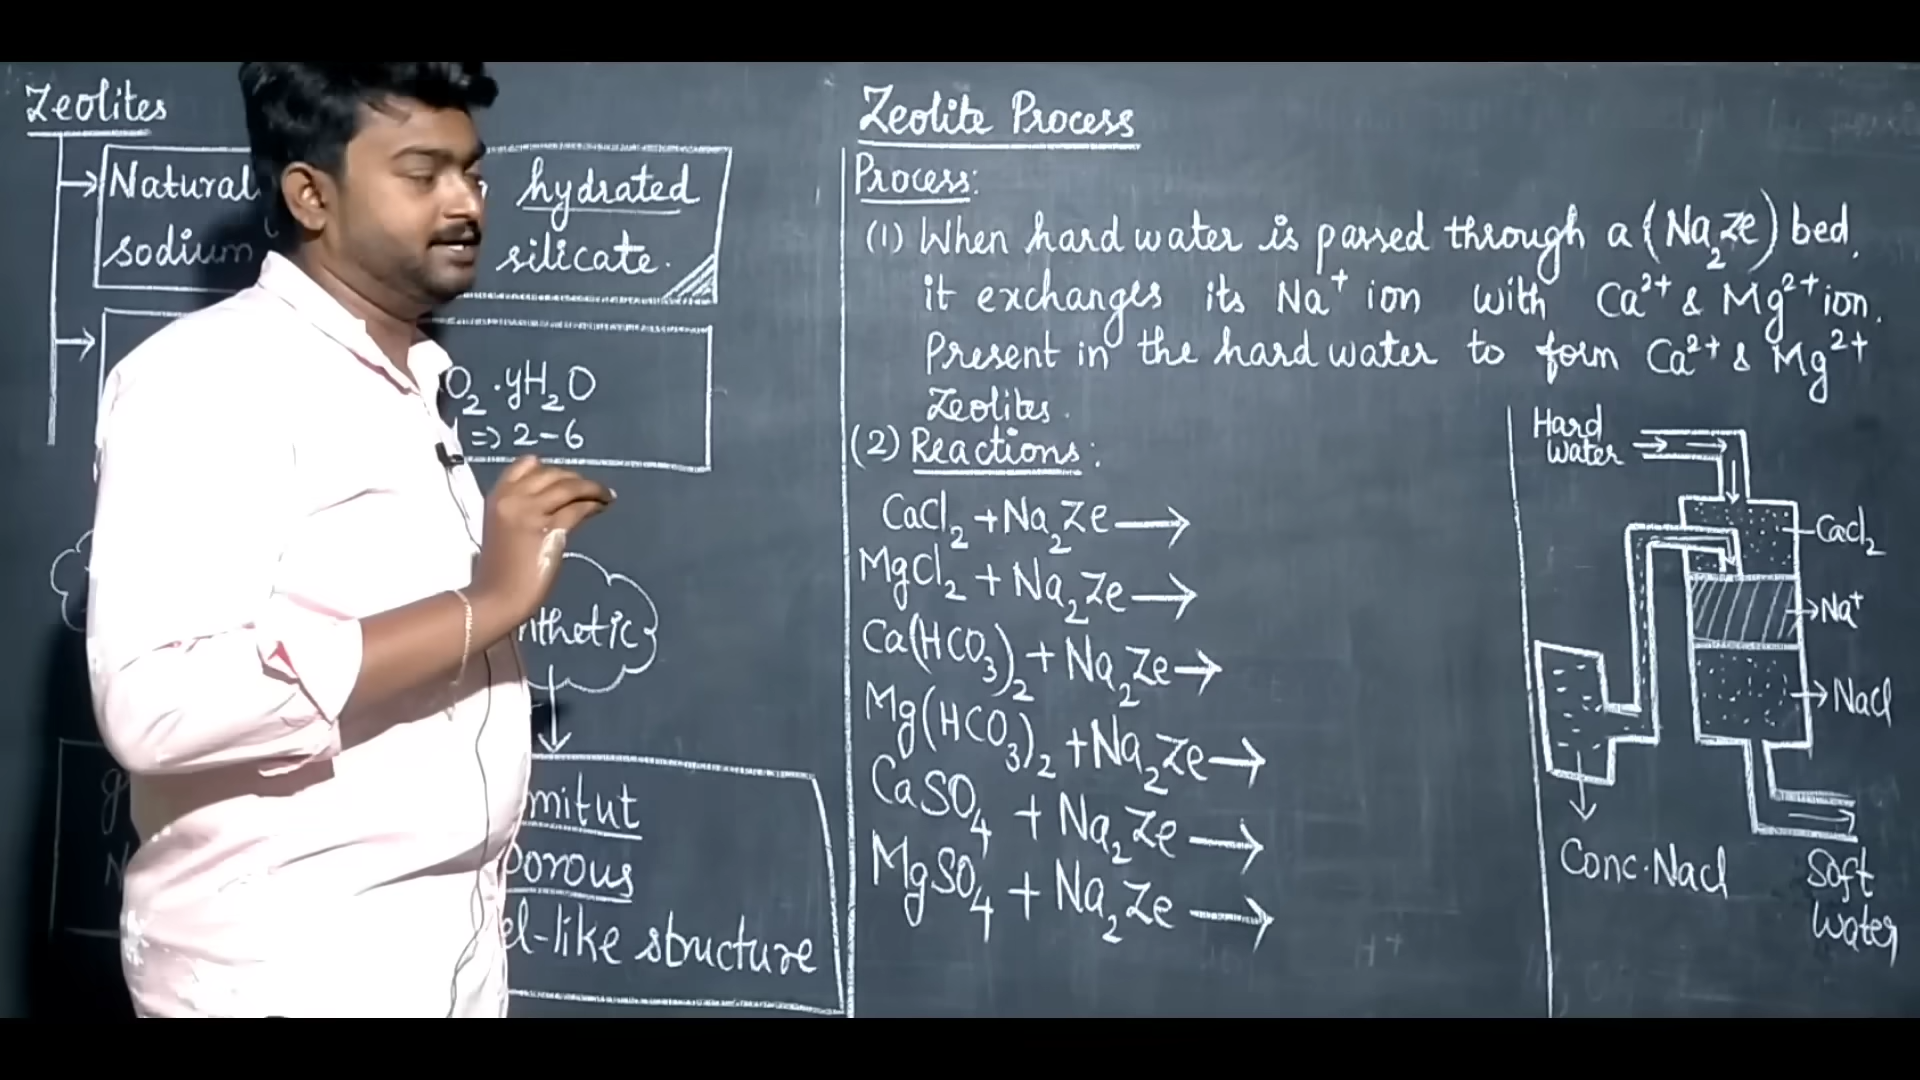 Zeolites
Natural hydrated
sodium silicate.
O₂·yH₂O
=> 2-6
nthetic
mitut
porous
el-like structure
Zeolite Process
Process:
(1) When hard water is passed through a (Na₂Ze) bed,
it exchanges its Na⁺ ion with Ca²⁺ & Mg²⁺ ion.
Present in the hard water to form Ca²⁺ & Mg²⁺
Zeolites.
(2) Reactions:
CaCl₂ + Na₂Ze →
MgCl₂ + Na₂Ze →
Ca(HCO₃)₂ + Na₂Ze →
Mg(HCO₃)₂ + Na₂Ze →
CaSO₄ + Na₂Ze →
MgSO₄ + Na₂Ze →
Hard
water
CaCl₂
Na⁺
NaCl
Conc. NaCl
Soft
water